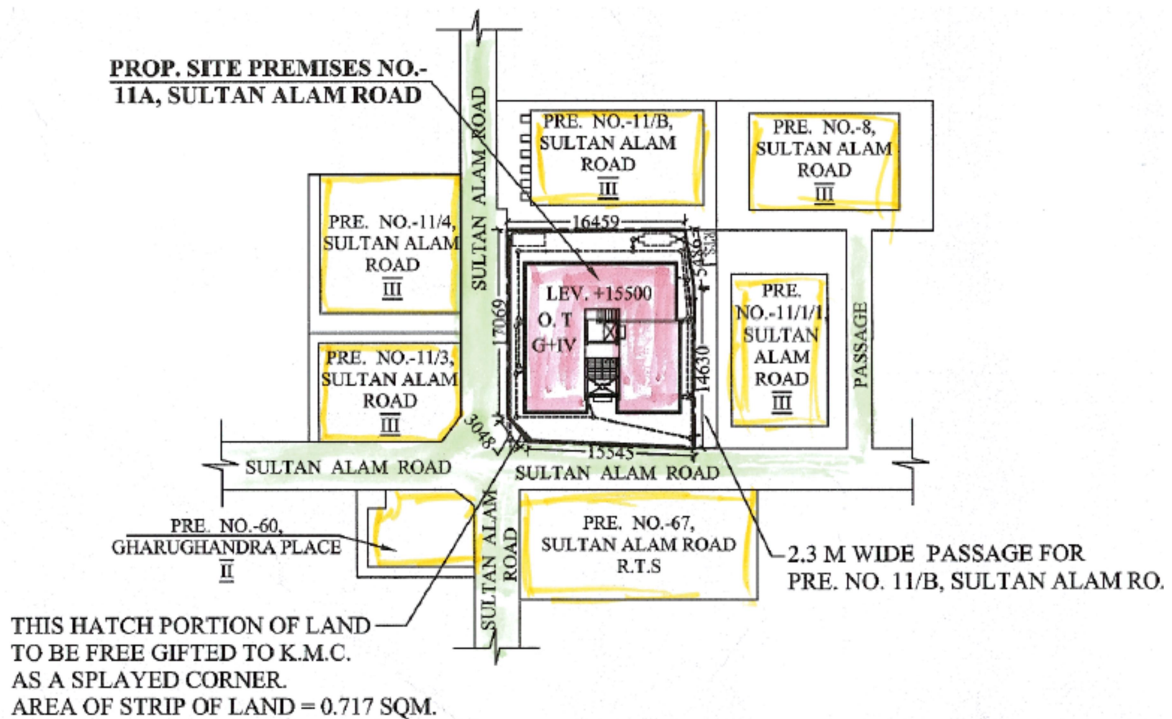 PROP. SITE PREMISES NO.-
11A, SULTAN ALAM ROAD
SULTAN ALAM ROAD
PRE. NO.-11/B,
SULTAN ALAM
ROAD
III
PRE. NO.-8,
SULTAN ALAM
ROAD
III
PRE. NO.-11/4,
SULTAN ALAM
ROAD
III
SULTAN ALAM ROAD
16459
5486
LEV. +15500
O. T
G+IV
17069
14630
PRE.
NO.-11/1/1,
SULTAN
ALAM
ROAD
III
PASSAGE
PRE. NO.-11/3,
SULTAN ALAM
ROAD
III
3048
15545
SULTAN ALAM ROAD
SULTAN ALAM ROAD
SULTAN ALAM
ROAD
PRE. NO.-60,
GHARUGHANDRA PLACE
II
PRE. NO.-67,
SULTAN ALAM ROAD
R.T.S
2.3 M WIDE PASSAGE FOR
PRE. NO. 11/B, SULTAN ALAM RO.
THIS HATCH PORTION OF LAND
TO BE FREE GIFTED TO K.M.C.
AS A SPLAYED CORNER.
AREA OF STRIP OF LAND = 0.717 SQM.